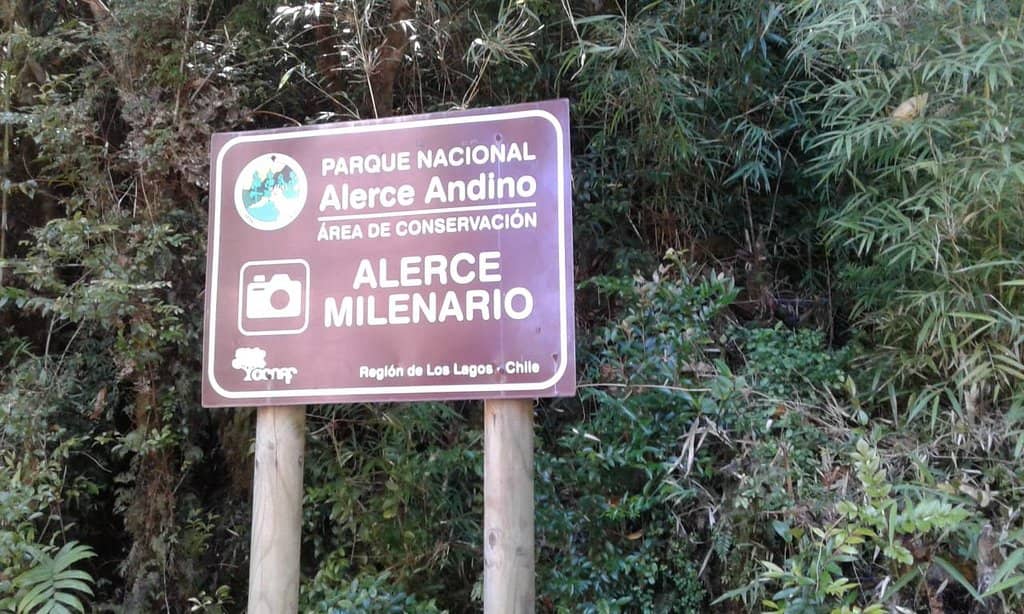 PARQUE NACIONAL
Alerce Andino
ÁREA DE CONSERVACIÓN
ALERCE
MILENARIO
Región de Los Lagos - Chile